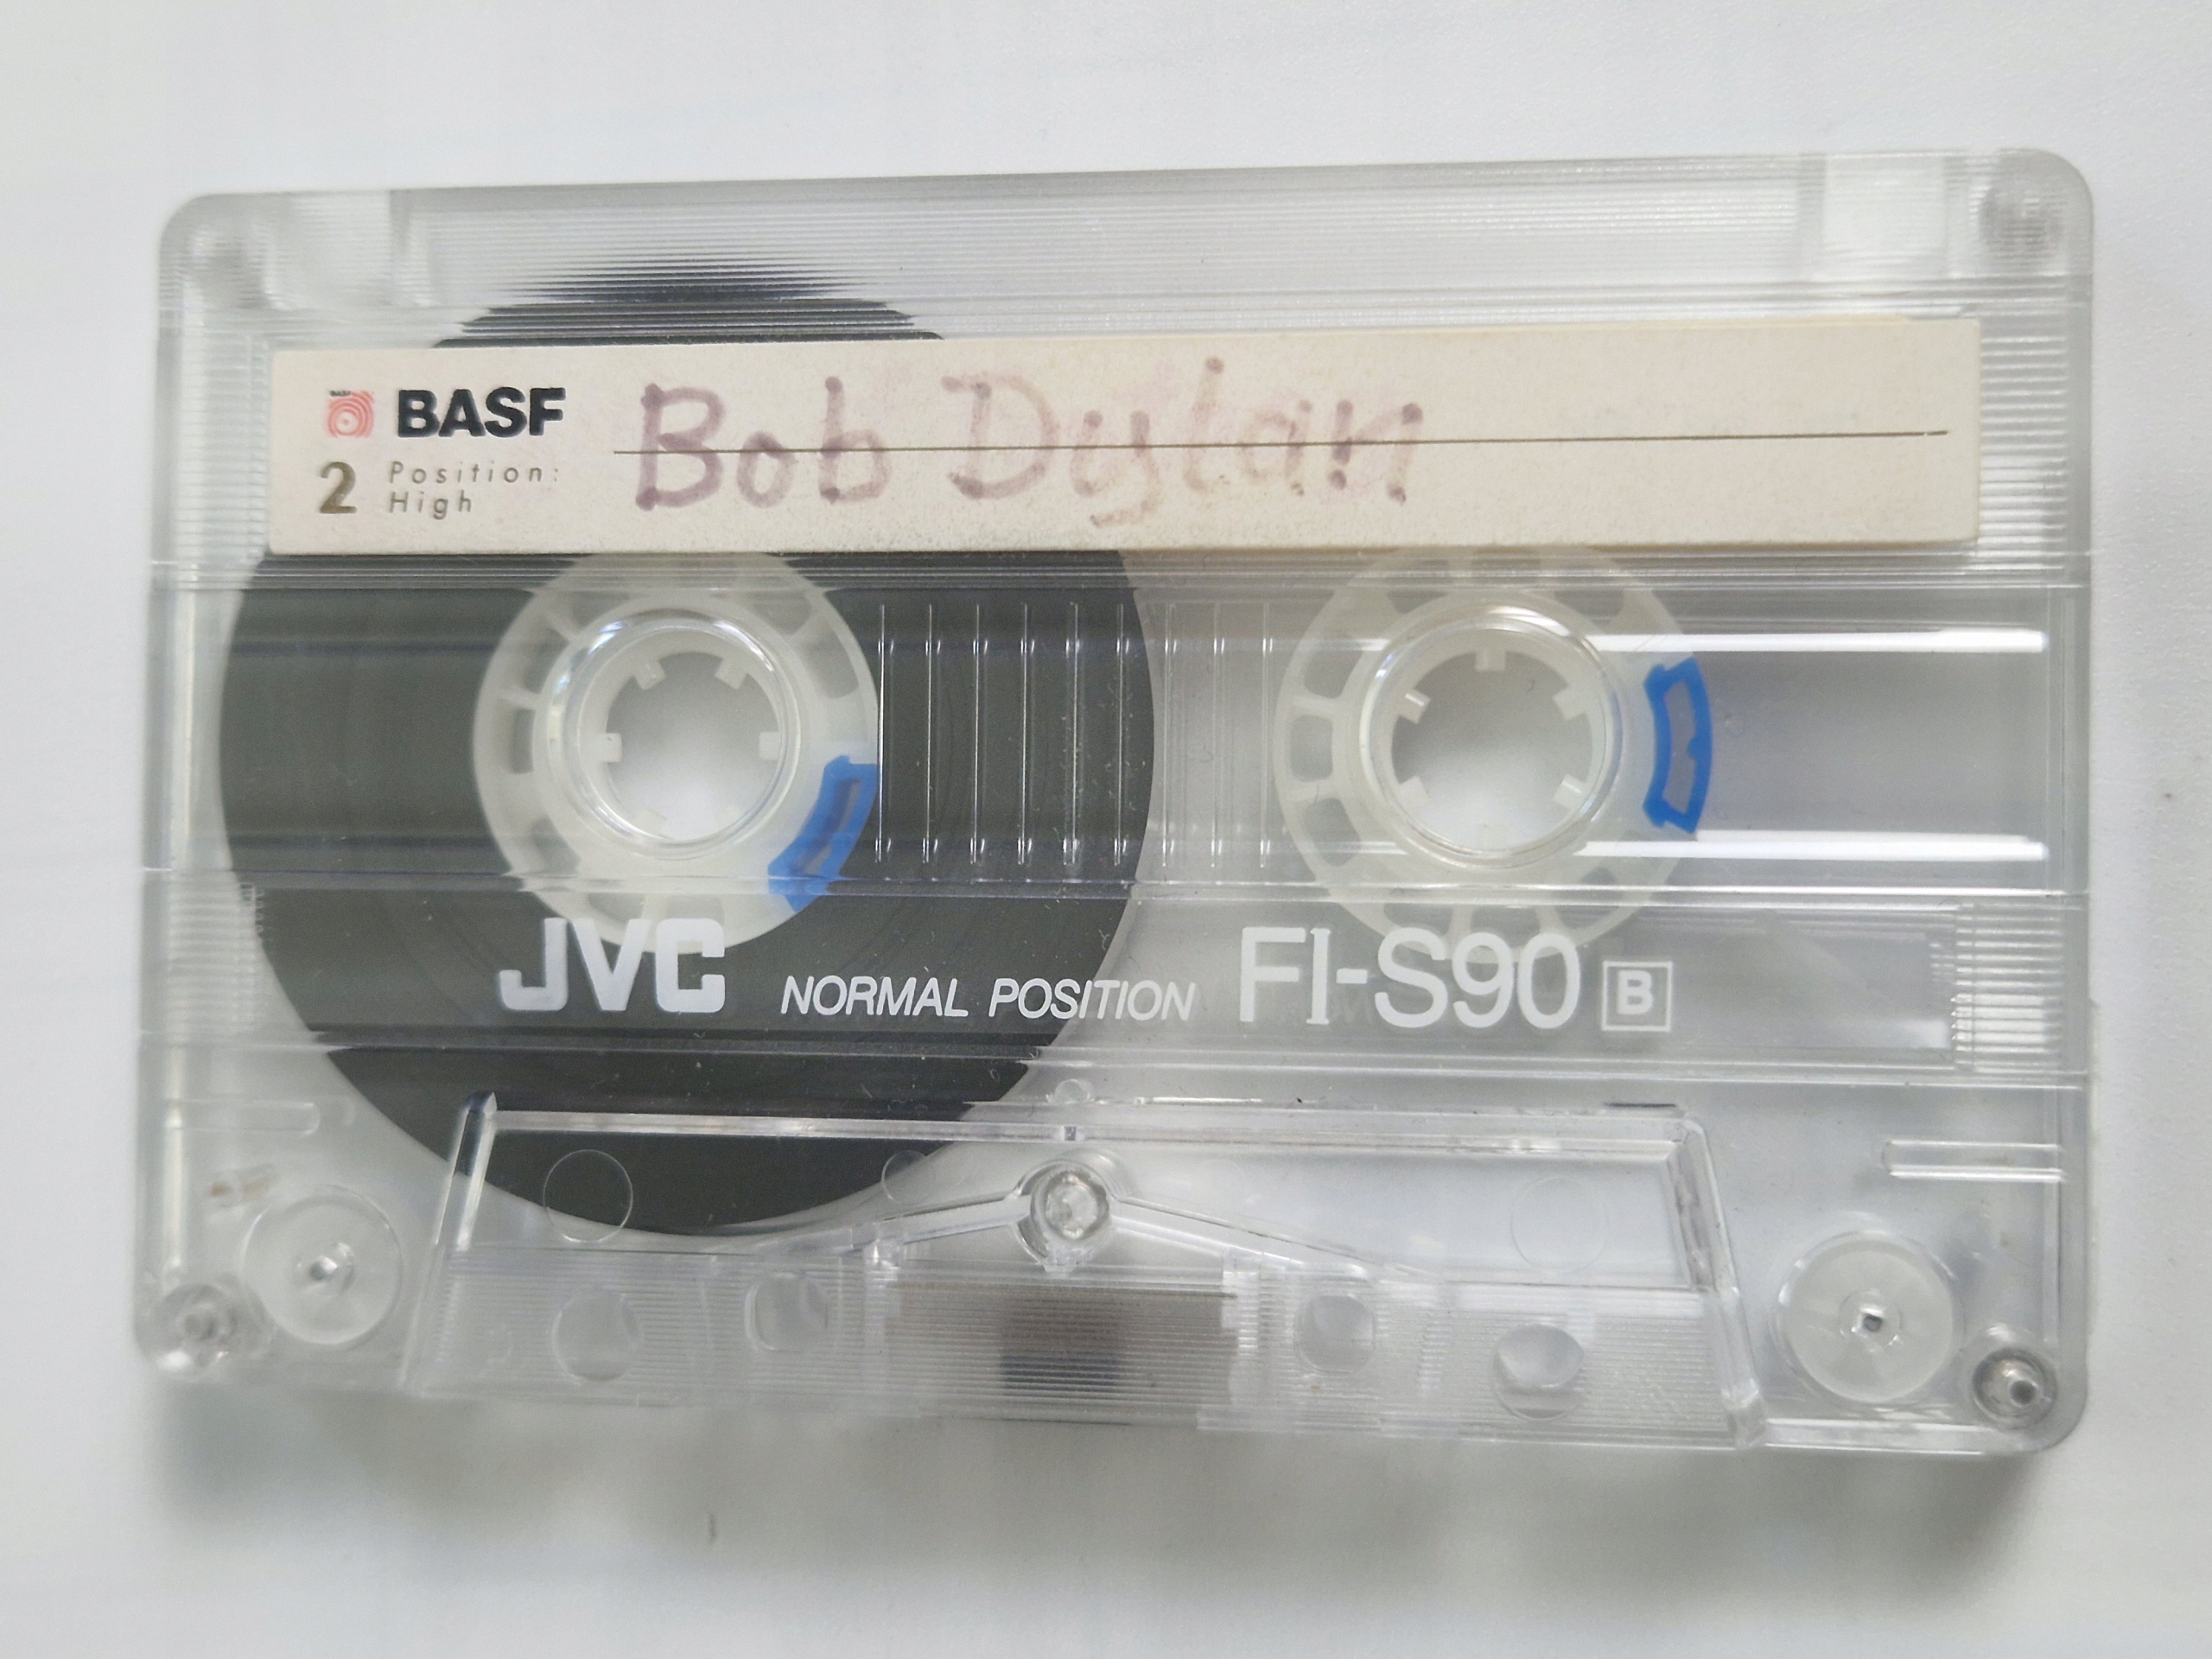 BASF Bob Dylan
2 Position:
High
JVC NORMAL POSITION FI-S90 B